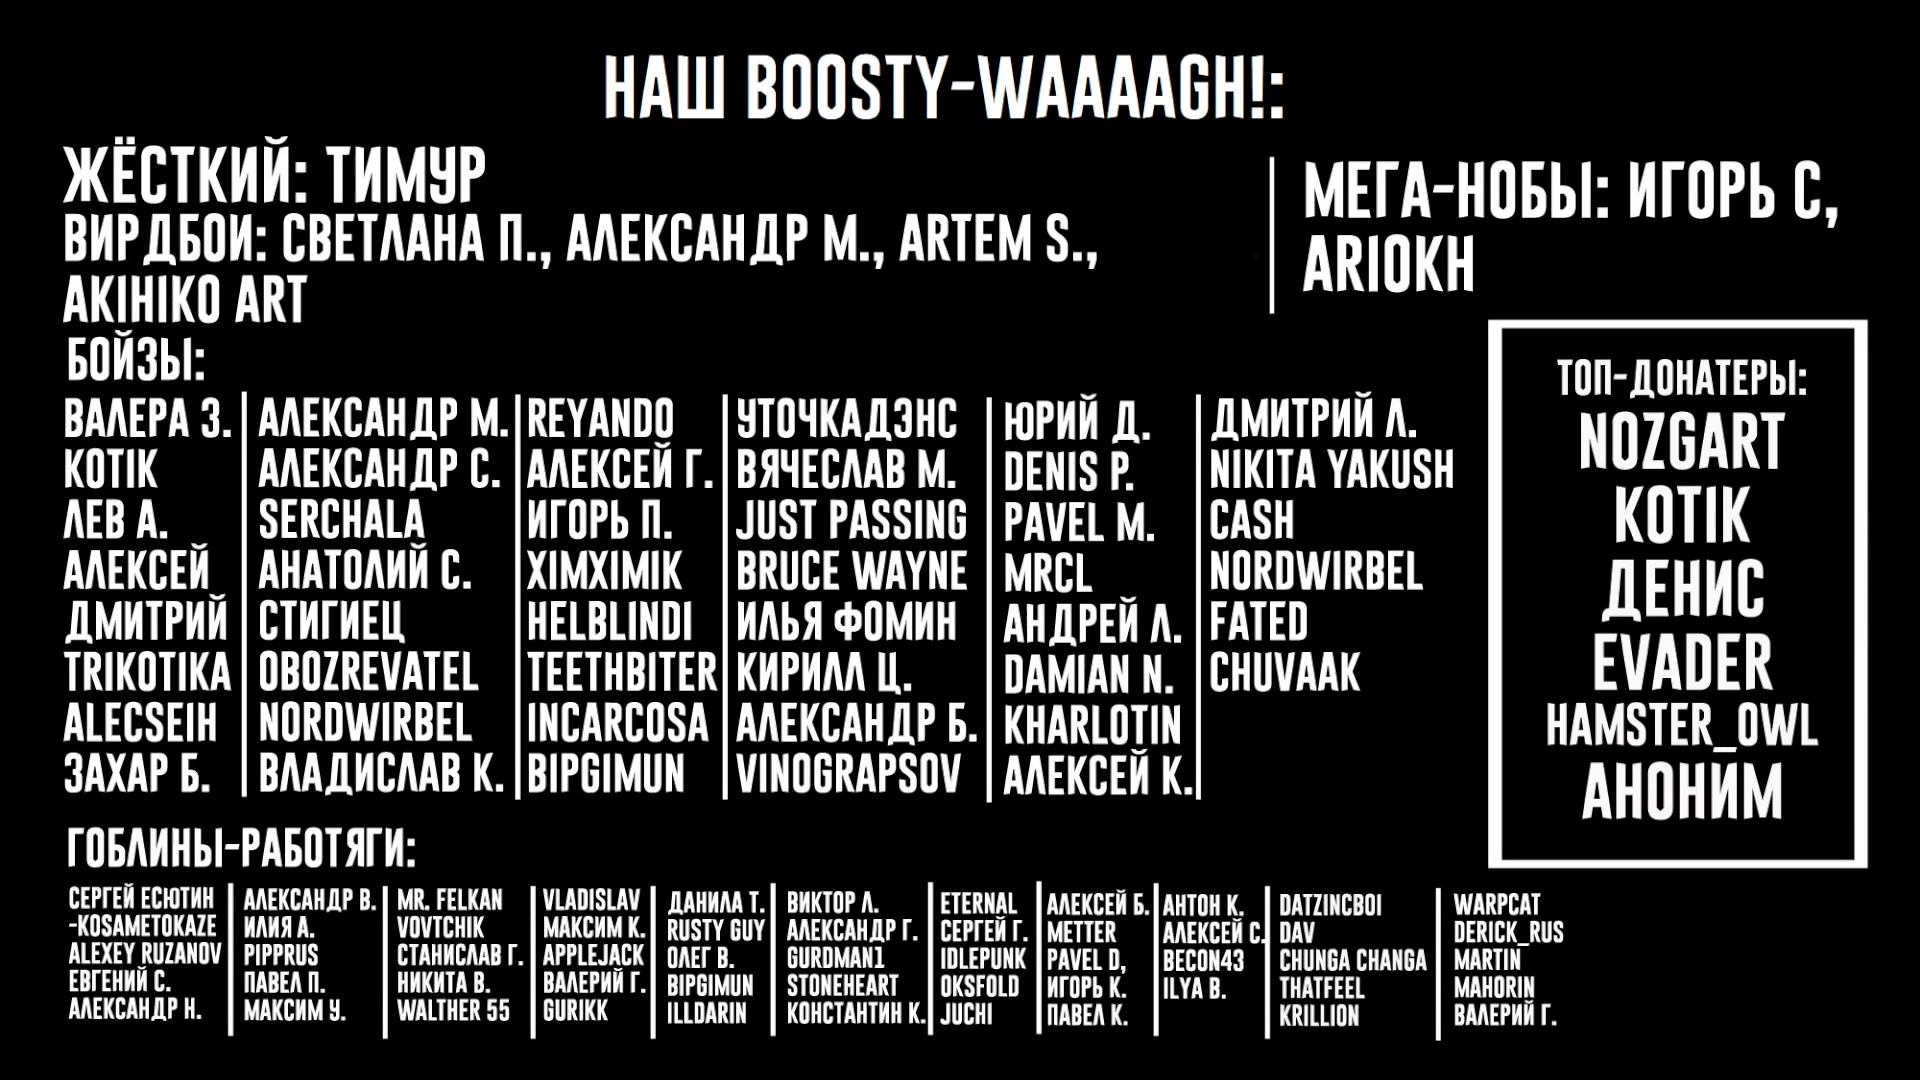 НАШ BOOSTY-WAAAAGH!:
ЖЁСТКИЙ: ТИМУР
ВИРДБОИ: СВЕТЛАНА П., АЛЕКСАНДР М., ARTEM S.,
AKIHIKO ART
МЕГА-НОБЫ: ИГОРЬ С,
ARIOKH
БОЙЗЫ:
ВАЛЕРА З.
KOTIK
ЛЕВ А.
АЛЕКСЕЙ
ДМИТРИЙ
TRIKOTIKA
ALECSEIH
ЗАХАР Б.
АЛЕКСАНДР М.
АЛЕКСАНДР С.
SERCHALA
АНАТОЛИЙ С.
СТИГИЕЦ
OBOZREVATEL
NORDWIRBEL
ВЛАДИСЛАВ К.
REYANDO
АЛЕКСЕЙ Г.
ИГОРЬ П.
XIMXIMIK
HELBLINDI
TEETHBITER
INCARCOSA
BIPGIMUN
УТОЧКАДЭНС
ВЯЧЕСЛАВ М.
JUST PASSING
BRUCE WAYNE
ИЛЬЯ ФОМИН
КИРИЛЛ Ц.
АЛЕКСАНДР Б.
VINOGRAPSOV
ЮРИЙ Д.
DENIS P.
PAVEL M.
MRCL
АНДРЕЙ Л.
DAMIAN N.
KHARLOTIN
АЛЕКСЕЙ К.
ДМИТРИЙ Л.
NIKITA YAKUSH
CASH
NORDWIRBEL
FATED
CHUVAAK
ТОП-ДОНАТЕРЫ:
NOZGART
KOTIK
ДЕНИС
EVADER
HAMSTER_OWL
АНОНИМ
ГОБЛИНЫ-РАБОТЯГИ:
СЕРГЕЙ ЕСЮТИН
-KOSAMETOKAZE
ALEXEY RUZANOV
ЕВГЕНИЙ С.
АЛЕКСАНДР Н.
АЛЕКСАНДР В.
ИЛИЯ А.
PIPPRUS
ПАВЕЛ П.
МАКСИМ У.
MR. FELKAN
VOVTCHIK
СТАНИСЛАВ Г.
НИКИТА В.
WALTHER 55
VLADISLAV
МАКСИМ К.
APPLEJACK
ВАЛЕРИЙ Г.
GURIKK
ДАНИЛА Т.
RUSTY GUY
ОЛЕГ В.
BIPGIMUN
ILLDARIN
ВИКТОР Л.
АЛЕКСАНДР Г.
GURDMAN1
STONEHEART
КОНСТАНТИН К.
ETERNAL
СЕРГЕЙ Г.
IDLEPUNK
OKSFOLD
JUCHI
АЛЕКСЕЙ Б.
METTER
PAVEL D,
ИГОРЬ К.
ПАВЕЛ К.
АНТОН К.
АЛЕКСЕЙ С.
BECON43
ILYA B.
DATZINCBOI
DAV
CHUNGA CHANGA
THATFEEL
KRILLION
WARPCAT
DERICK_RUS
MARTIN
MAHORIN
ВАЛЕРИЙ Г.